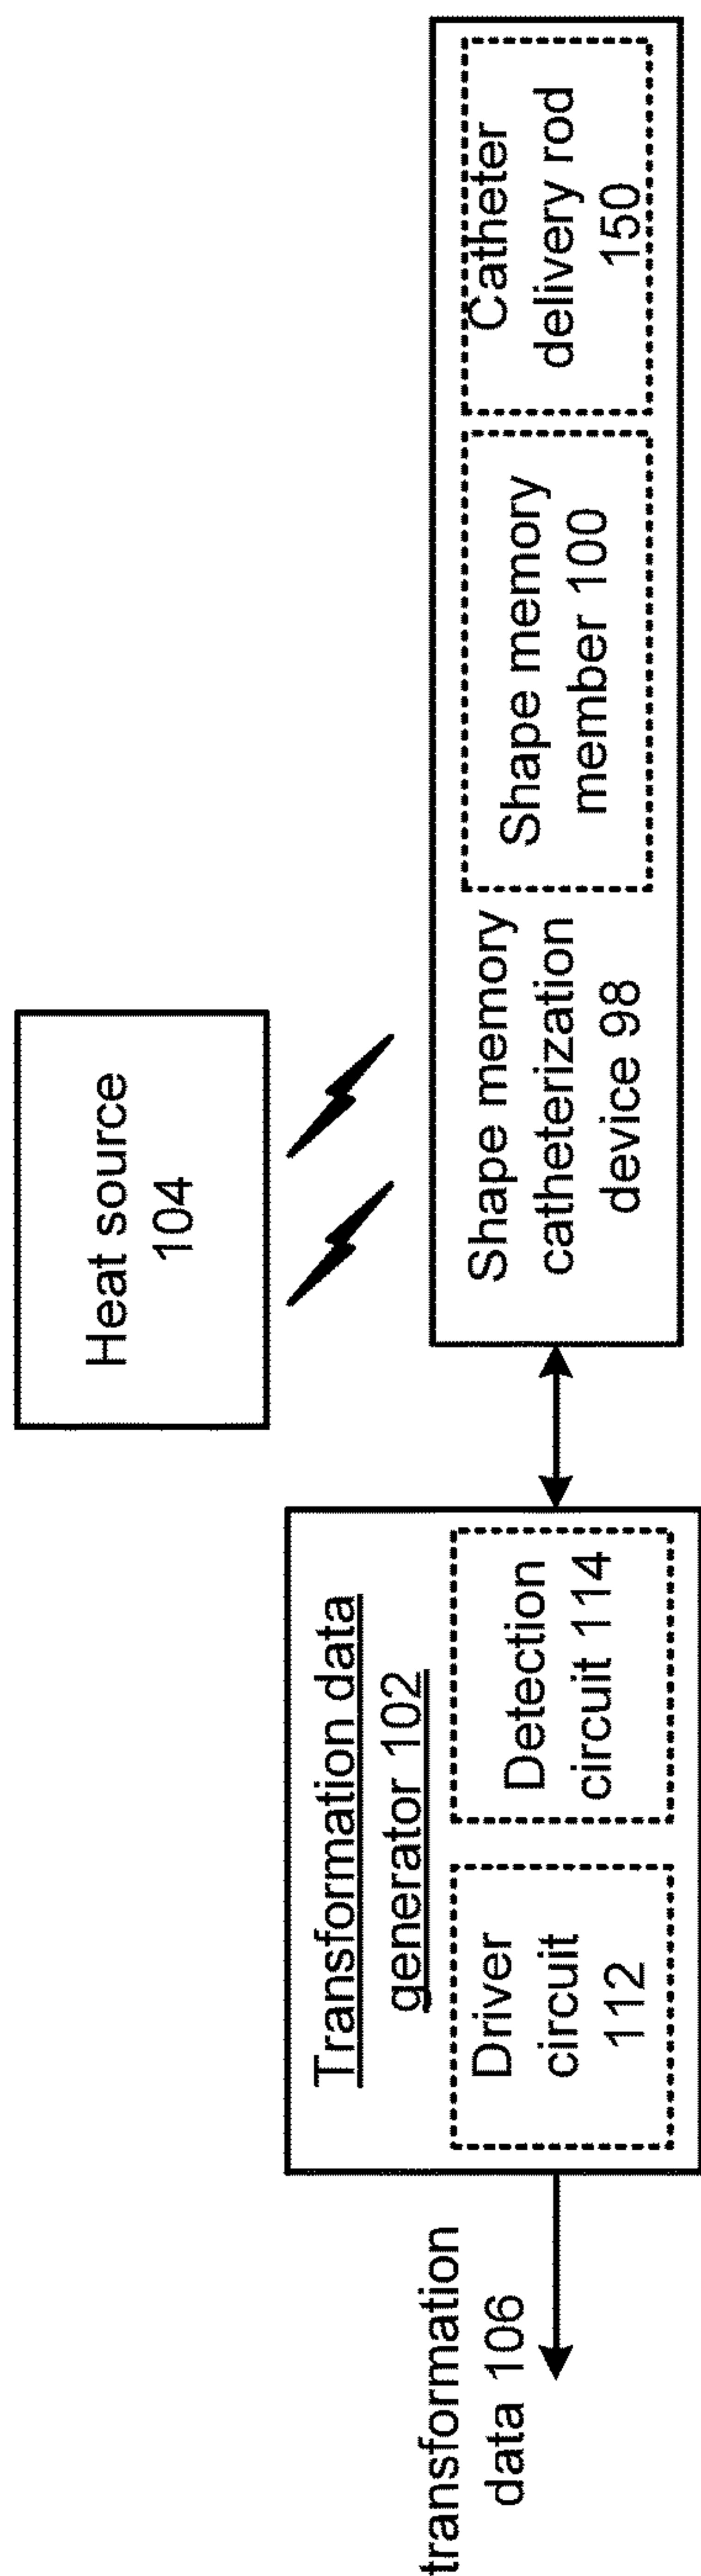 Heat source
104
transformation
data 106
Transformation data
generator 102
Driver
circuit
112
Detection
circuit 114
Shape memory
catheterization
device 98
Shape memory
member 100
Catheter
delivery rod
150